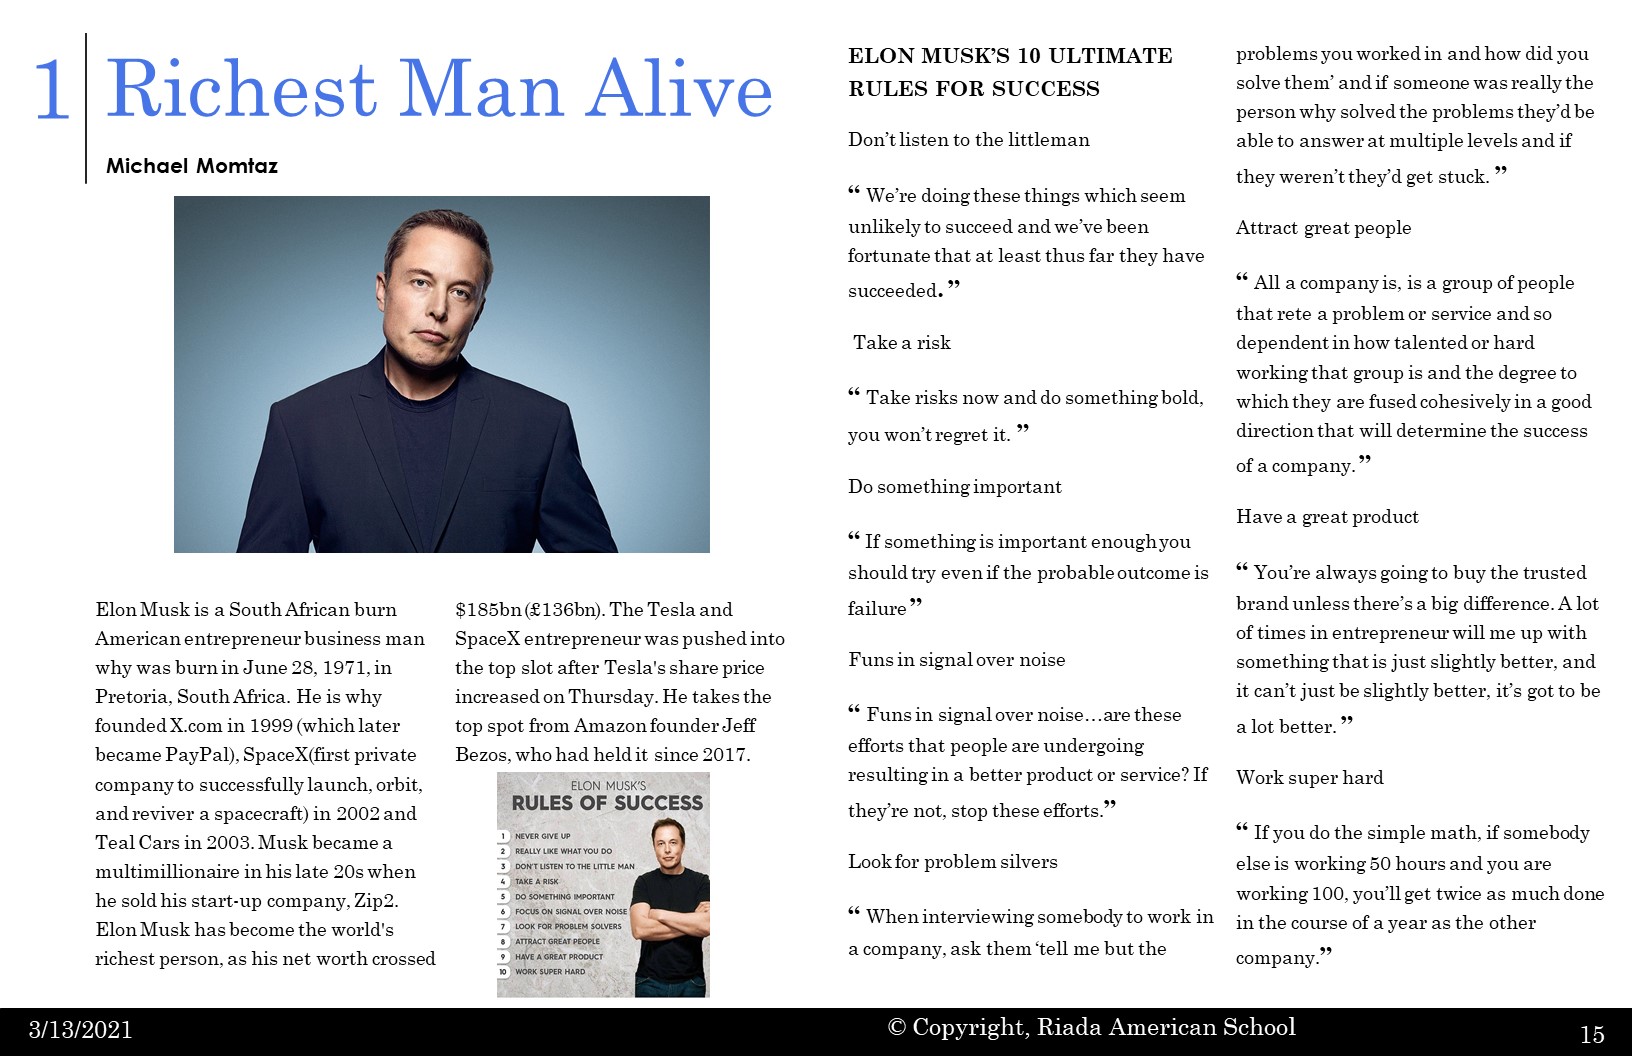 1
Richest Man Alive
Michael Momtaz
Elon Musk is a South African burn
American entrepreneur business man
why was burn in June 28, 1971, in
Pretoria, South Africa. He is why
founded X.com in 1999 (which later
became PayPal), SpaceX(first private
company to successfully launch, orbit,
and reviver a spacecraft) in 2002 and
Teal Cars in 2003. Musk became a
multimillionaire in his late 20s when
he sold his start-up company, Zip2.
Elon Musk has become the world's
richest person, as his net worth crossed
$185bn (£136bn). The Tesla and
SpaceX entrepreneur was pushed into
the top slot after Tesla's share price
increased on Thursday. He takes the
top spot from Amazon founder Jeff
Bezos, who had held it since 2017.
ELON MUSK'S
RULES OF SUCCESS
1 NEVER GIVE UP
2 REALLY LIKE WHAT YOU DO
3 DON'T LISTEN TO THE LITTLE MAN
4 TAKE A RISK
5 DO SOMETHING IMPORTANT
6 FOCUS ON SIGNAL OVER NOISE
7 LOOK FOR PROBLEM SOLVERS
8 ATTRACT GREAT PEOPLE
9 HAVE A GREAT PRODUCT
10 WORK SUPER HARD
ELON MUSK’S 10 ULTIMATE
RULES FOR SUCCESS
Don’t listen to the littleman
“ We’re doing these things which seem
unlikely to succeed and we’ve been
fortunate that at least thus far they have
succeeded.”
Take a risk
“ Take risks now and do something bold,
you won’t regret it. ”
Do something important
“ If something is important enough you
should try even if the probable outcome is
failure ”
Funs in signal over noise
“ Funs in signal over noise…are these
efforts that people are undergoing
resulting in a better product or service? If
they’re not, stop these efforts.”
Look for problem silvers
“ When interviewing somebody to work in
a company, ask them ‘tell me but the
problems you worked in and how did you
solve them’ and if someone was really the
person why solved the problems they’d be
able to answer at multiple levels and if
they weren’t they’d get stuck. ”
Attract great people
“ All a company is, is a group of people
that rete a problem or service and so
dependent in how talented or hard
working that group is and the degree to
which they are fused cohesively in a good
direction that will determine the success
of a company. ”
Have a great product
“ You’re always going to buy the trusted
brand unless there’s a big difference. A lot
of times in entrepreneur will me up with
something that is just slightly better, and
it can’t just be slightly better, it’s got to be
a lot better. ”
Work super hard
“ If you do the simple math, if somebody
else is working 50 hours and you are
working 100, you’ll get twice as much done
in the course of a year as the other
company.”
3/13/2021
© Copyright, Riada American School
15